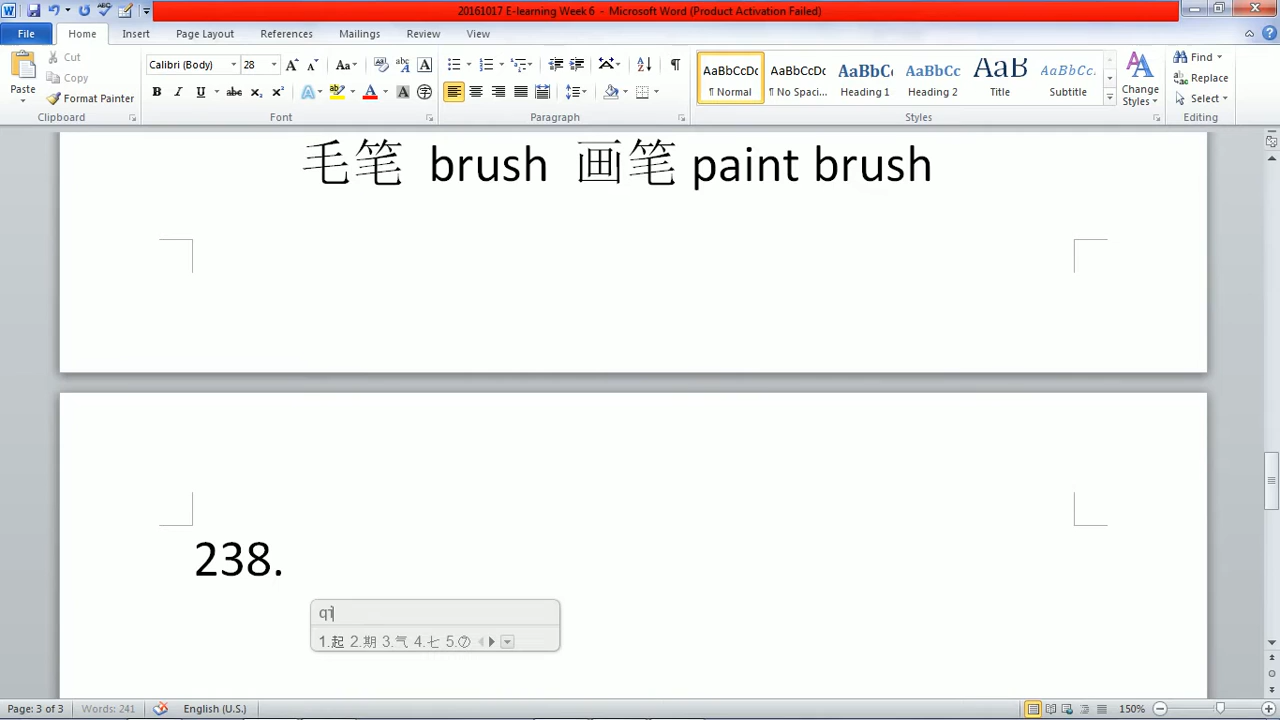 20161017 E-learning Week 6 - Microsoft Word (Product Activation Failed)
File Home Insert Page Layout References Mailings Review View
Paste
Cut
Copy
Format Painter
Clipboard
Calibri (Body) 28
Font
Paragraph
AaBbCcDc AaBbCcDc AaBbCc AaBbCc AaB AaBbCcDc
¶ Normal ¶ No Spaci... Heading 1 Heading 2 Title Subtitle
Change Styles
Styles
Find
Replace
Select
Editing
毛笔 brush 画笔 paint brush
238.
qi
1.起 2.期 3.气 4.七 5.⑦
Page: 3 of 3 Words: 241 English (U.S.) 150%